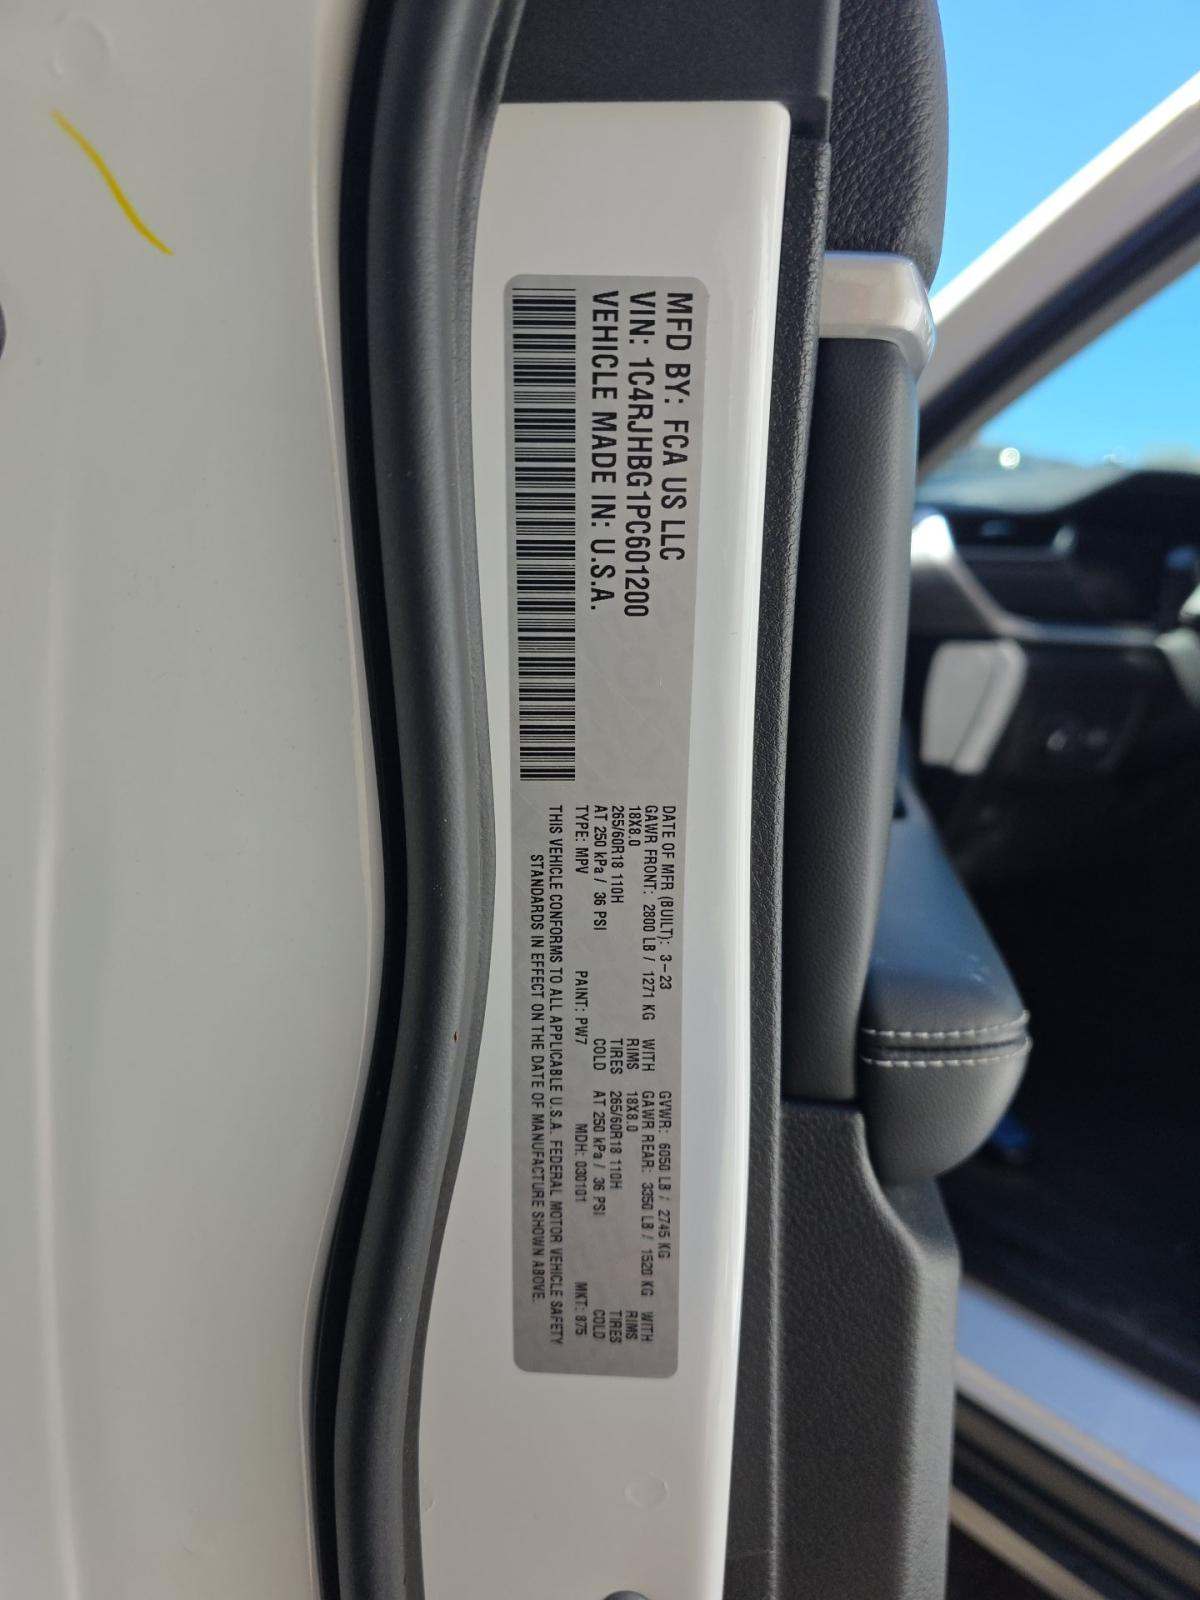 MFD BY: FCA US LLC
VIN: 1C4RJHBG1PC601200
VEHICLE MADE IN: U.S.A.
DATE OF MFR (BUILT): 3-23 GVWR: 6050 LB / 2745 KG
GAWR FRONT: 2800 LB / 1271 KG WITH GAWR REAR: 3350 LB / 1520 KG WITH
18X8.0 RIMS 18X8.0 RIMS
265/60R18 110H TIRES 265/60R18 110H TIRES
AT 250 kPa / 36 PSI COLD AT 250 kPa / 36 PSI COLD
TYPE: MPV PAINT: PW7 MDH: 030101 MKT: 875
THIS VEHICLE CONFORMS TO ALL APPLICABLE U.S.A. FEDERAL MOTOR VEHICLE SAFETY
STANDARDS IN EFFECT ON THE DATE OF MANUFACTURE SHOWN ABOVE.